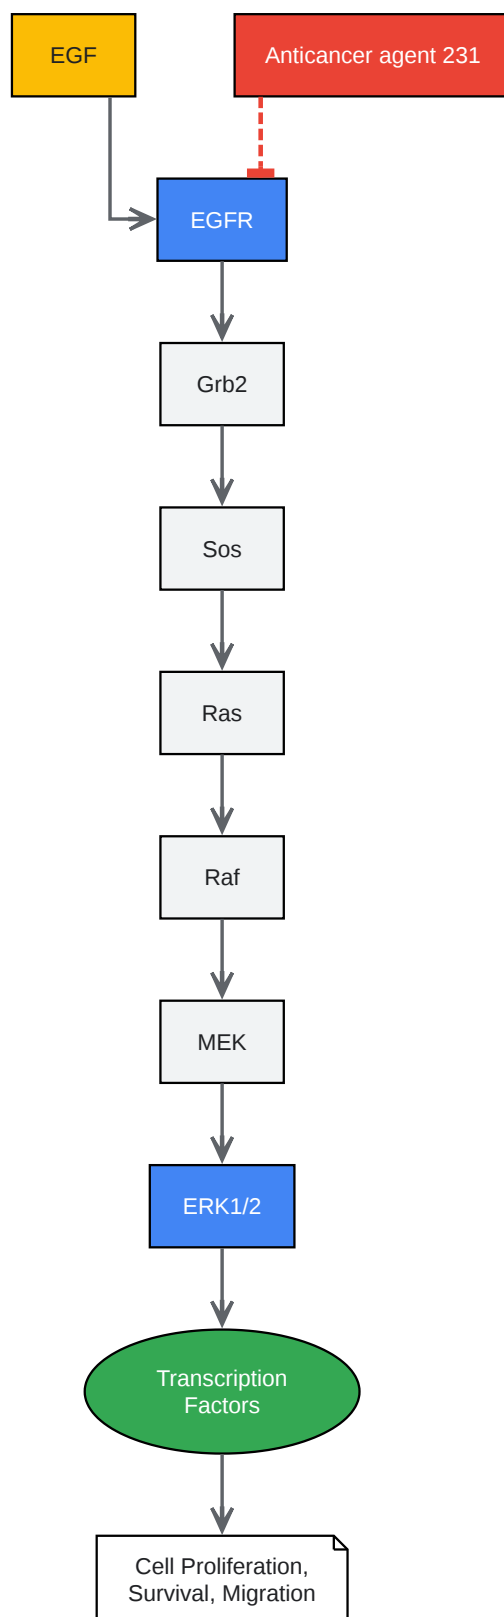 EGF
Anticancer agent 231
EGFR
Grb2
Sos
Ras
Raf
MEK
ERK1/2
Transcription
Factors
Cell Proliferation,
Survival, Migration